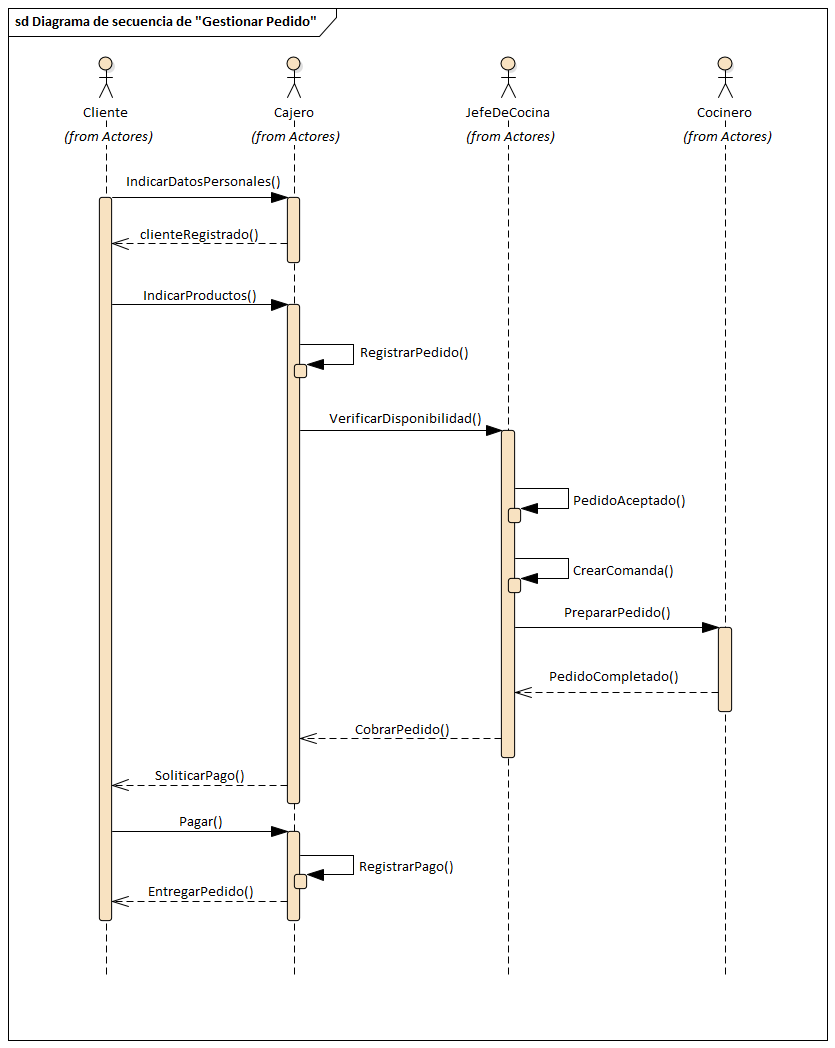 sd Diagrama de secuencia de "Gestionar Pedido"
Cliente
(from Actores)
Cajero
(from Actores)
JefeDeCocina
(from Actores)
Cocinero
(from Actores)
IndicarDatosPersonales()
clienteRegistrado()
IndicarProductos()
RegistrarPedido()
VerificarDisponibilidad()
PedidoAceptado()
CrearComanda()
PrepararPedido()
PedidoCompletado()
CobrarPedido()
SoliticarPago()
Pagar()
RegistrarPago()
EntregarPedido()